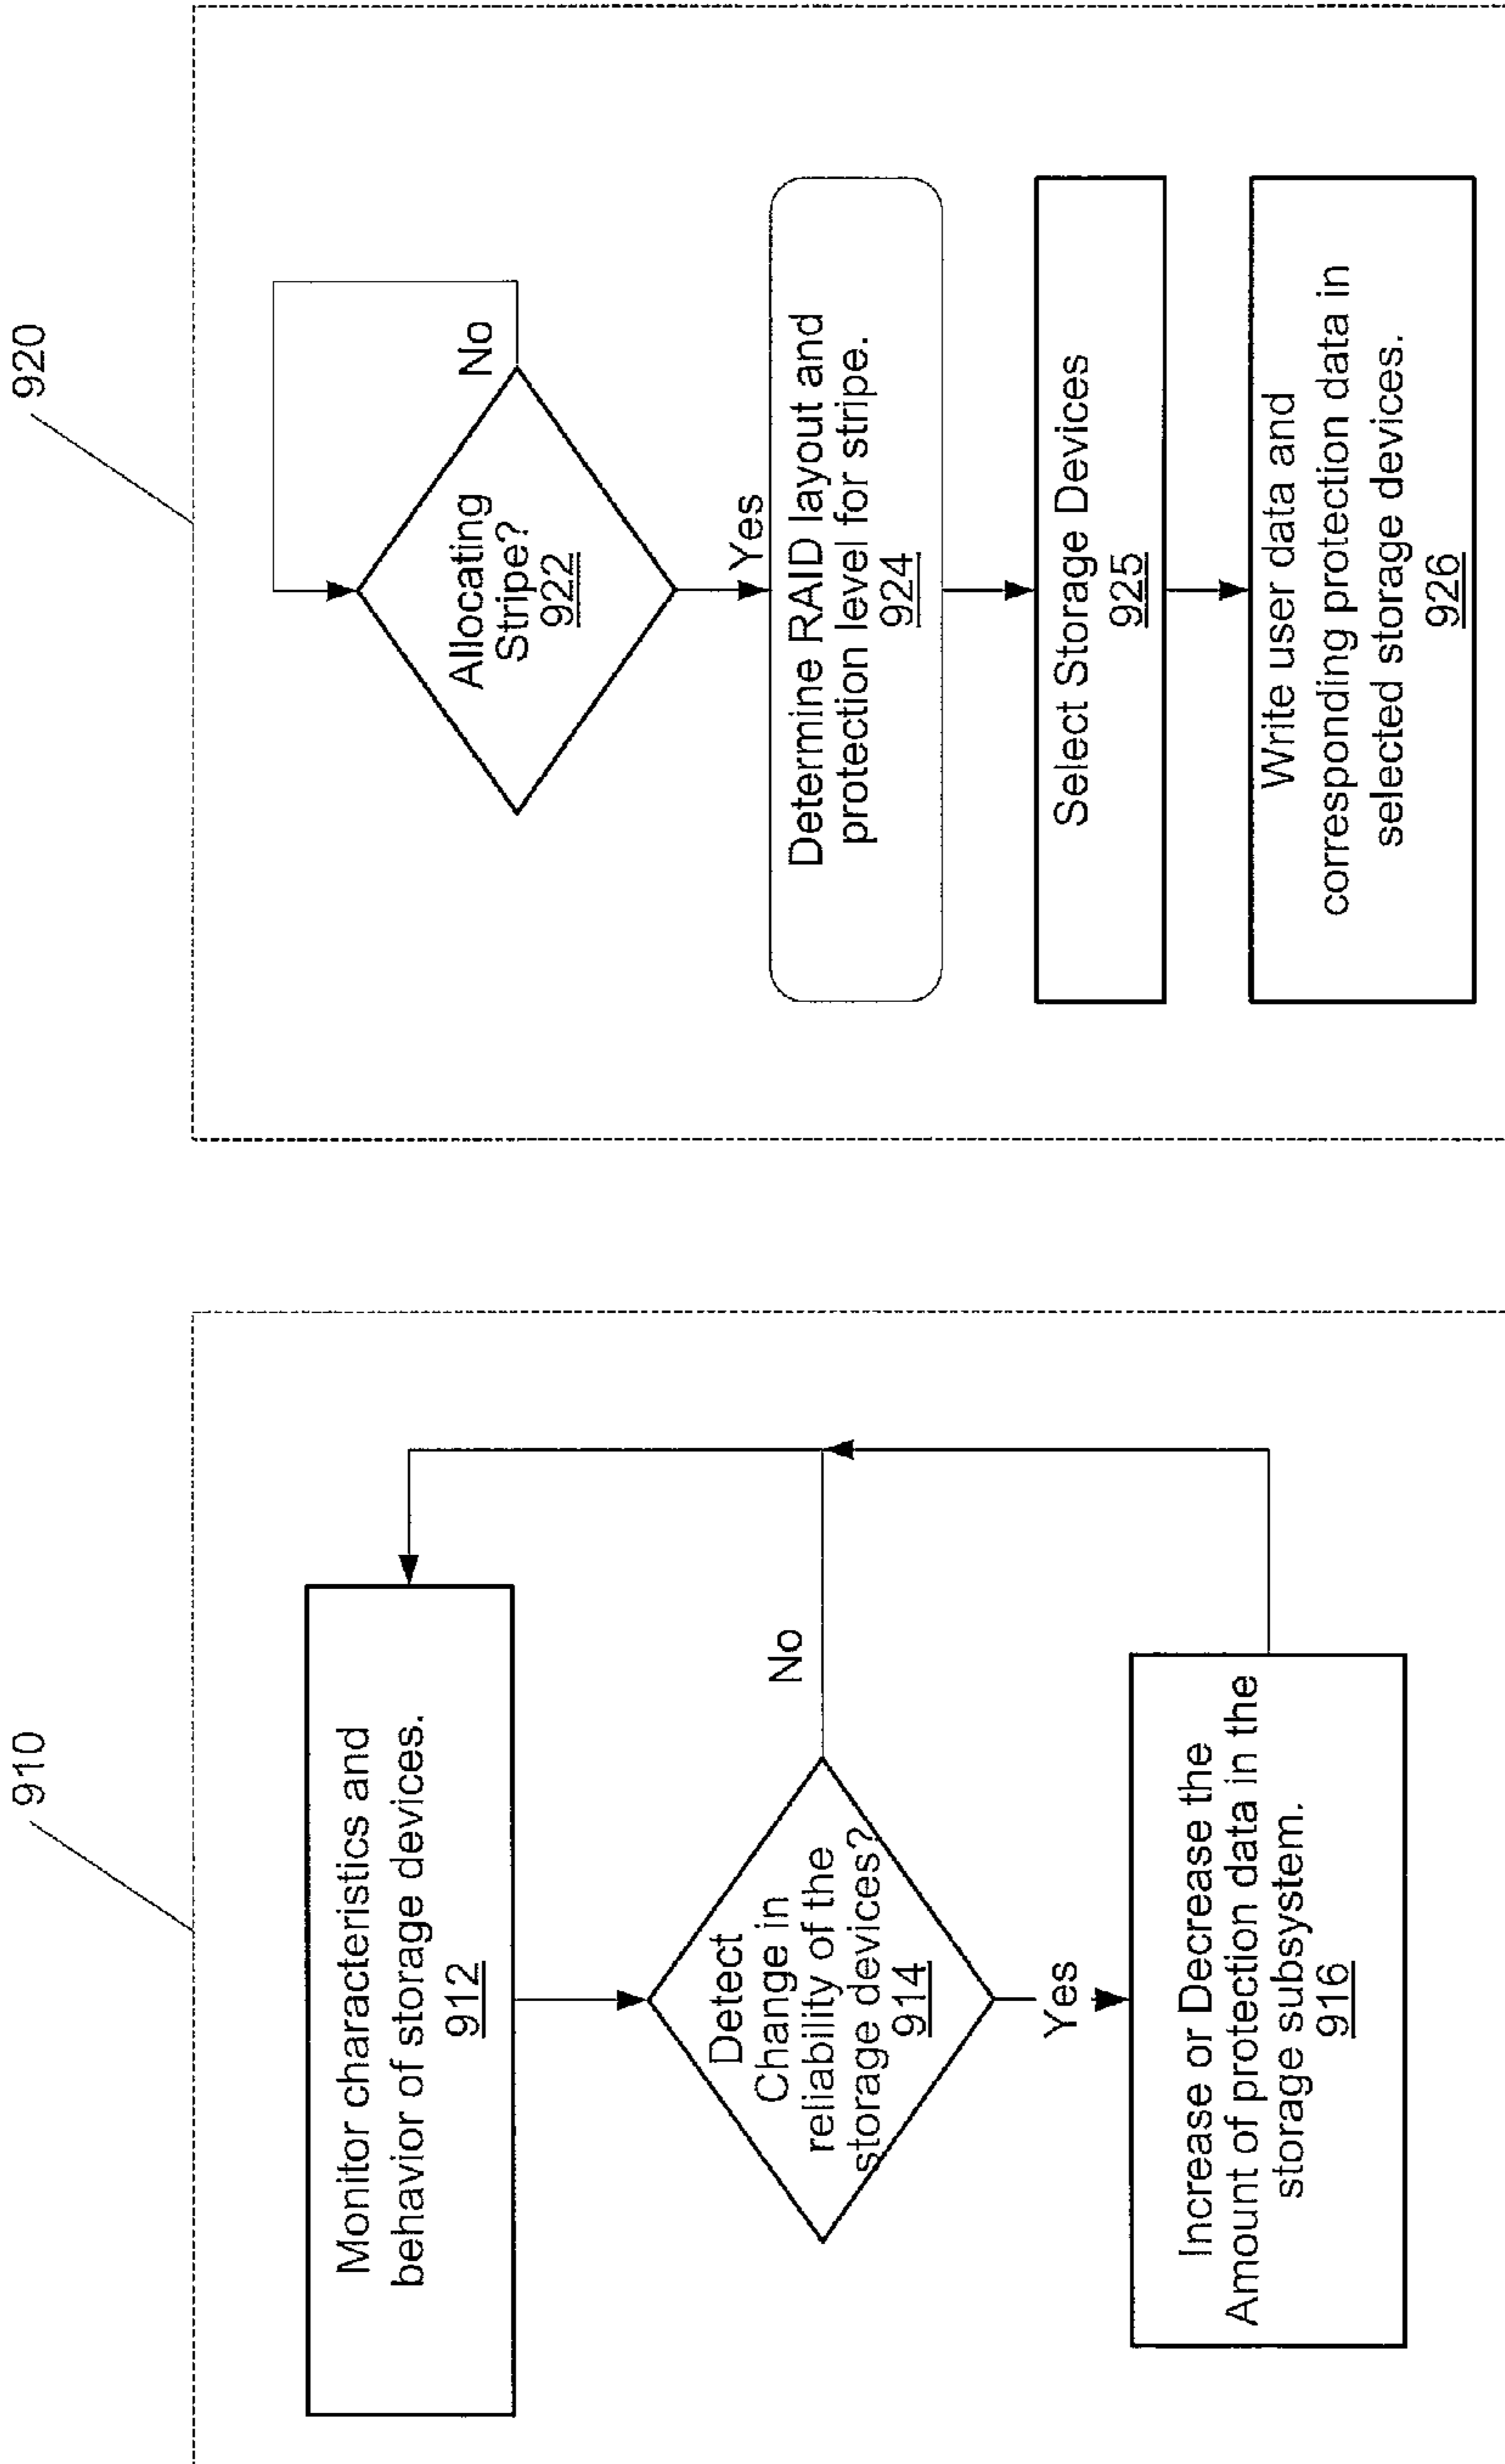 910
Monitor characteristics and
behavior of storage devices.
912
Detect
Change in
reliability of the
storage devices?
914
No
Yes
Increase or Decrease the
Amount of protection data in the
storage subsystem.
916
920
Allocating
Stripe?
922
No
Yes
Determine RAID layout and
protection level for stripe.
924
Select Storage Devices
925
Write user data and
corresponding protection data in
selected storage devices.
926